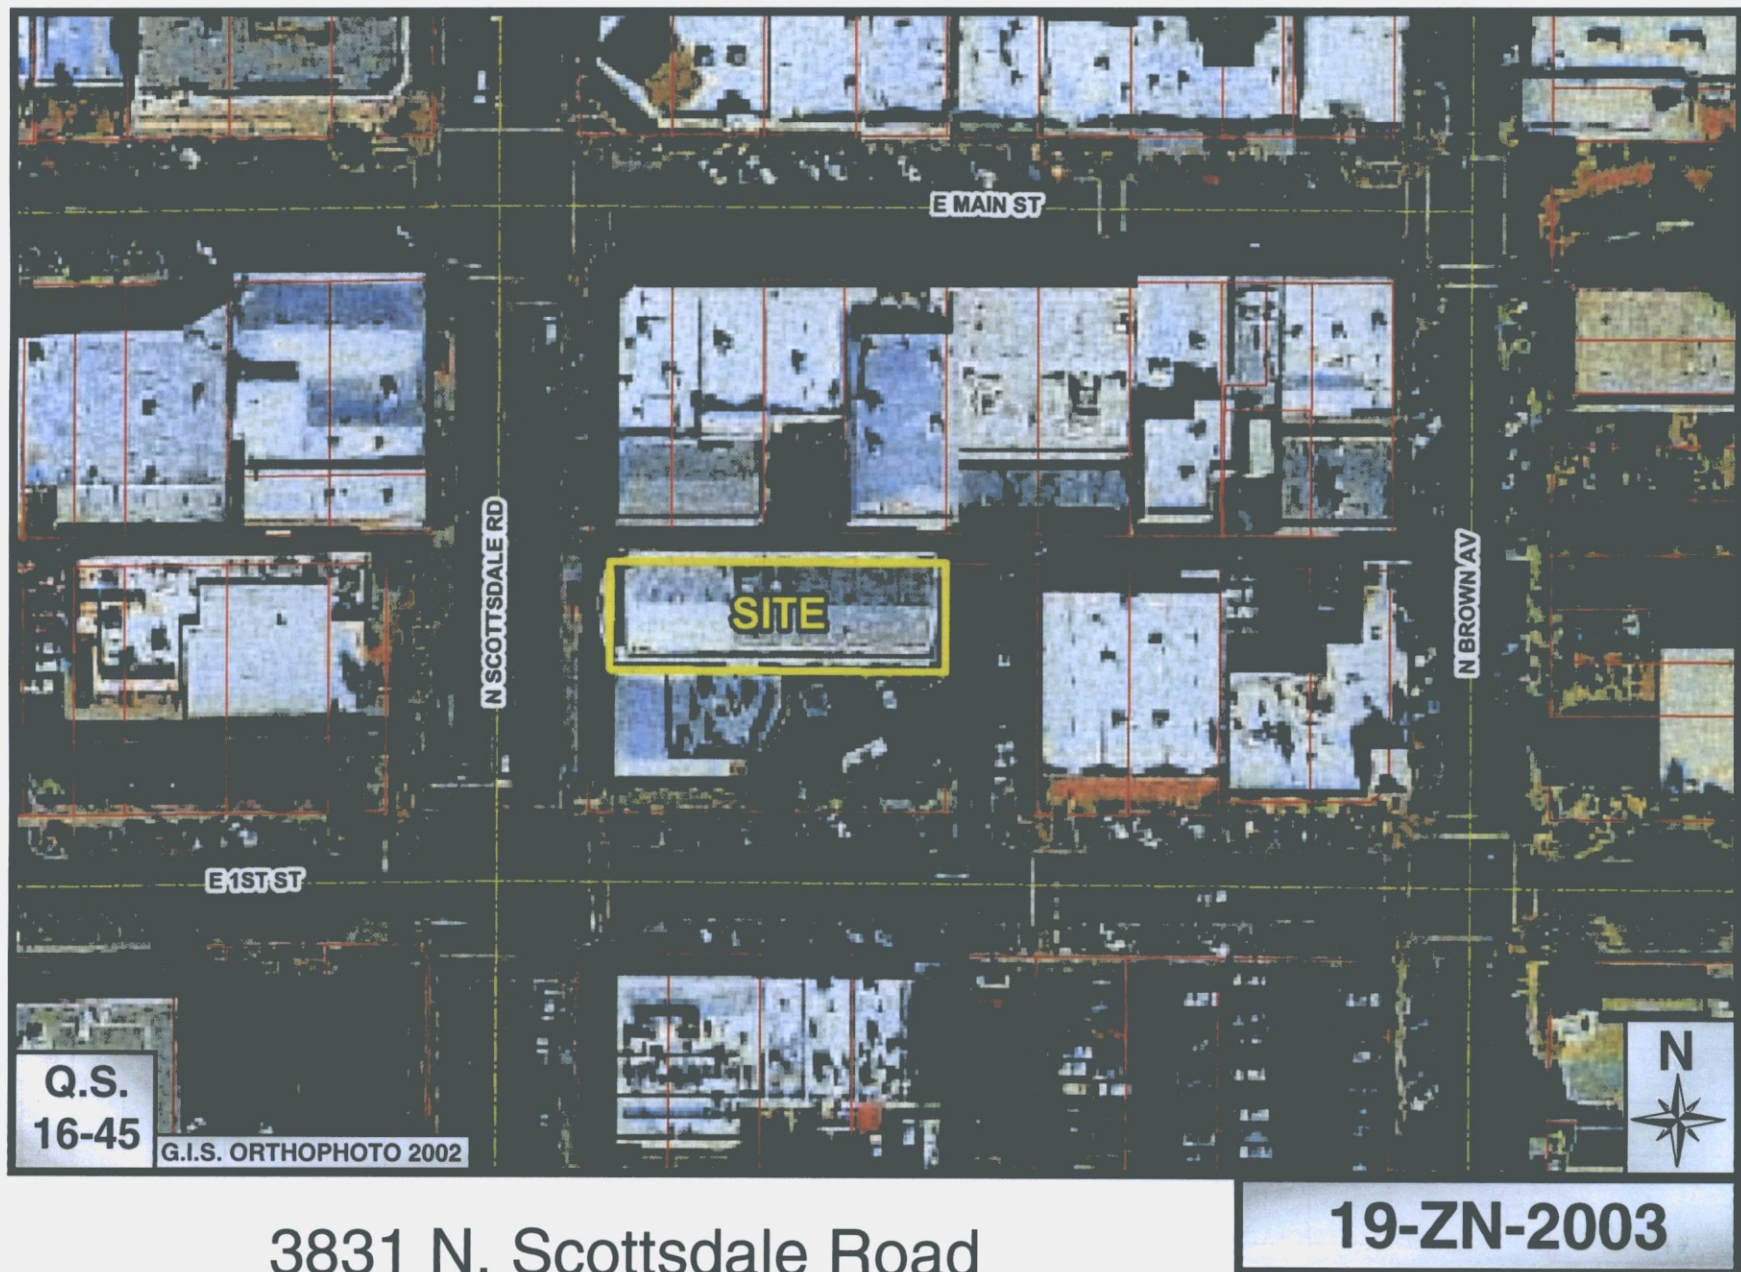 E MAIN ST
N SCOTTSDALE RD
N BROWN AV
SITE
E 1ST ST
Q.S.
16-45
G.I.S. ORTHOPHOTO 2002
N
19-ZN-2003
3831 N. Scottsdale Road